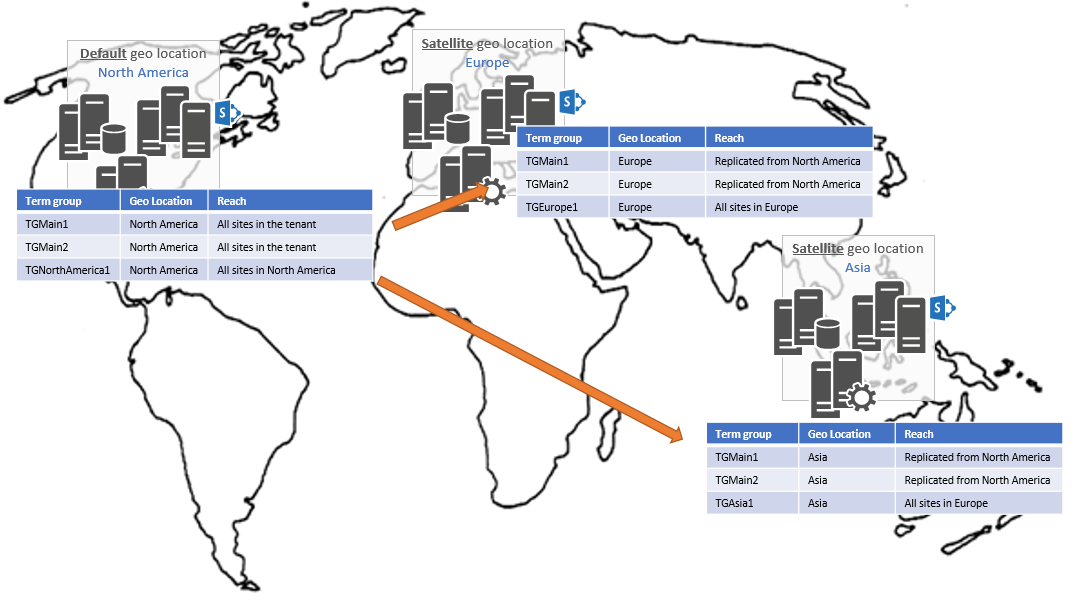 Default geo location
North America
S
Term group Geo Location Reach
TGMain1 North America All sites in the tenant
TGMain2 North America All sites in the tenant
TGNorthAmerica1 North America All sites in North America
Satellite geo location
Europe
S
Term group Geo Location Reach
TGMain1 Europe Replicated from North America
TGMain2 Europe Replicated from North America
TGEurope1 Europe All sites in Europe
Satellite geo location
Asia
S
Term group Geo Location Reach
TGMain1 Asia Replicated from North America
TGMain2 Asia Replicated from North America
TGAsia1 Asia All sites in Europe